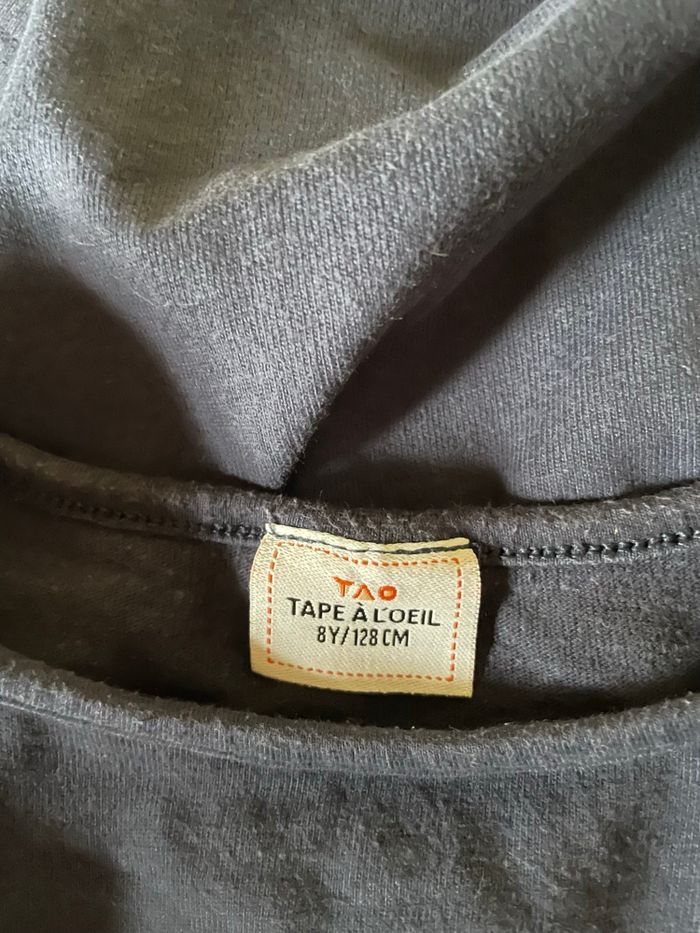 TAO
TAPE À L'OEIL
8Y/128 CM